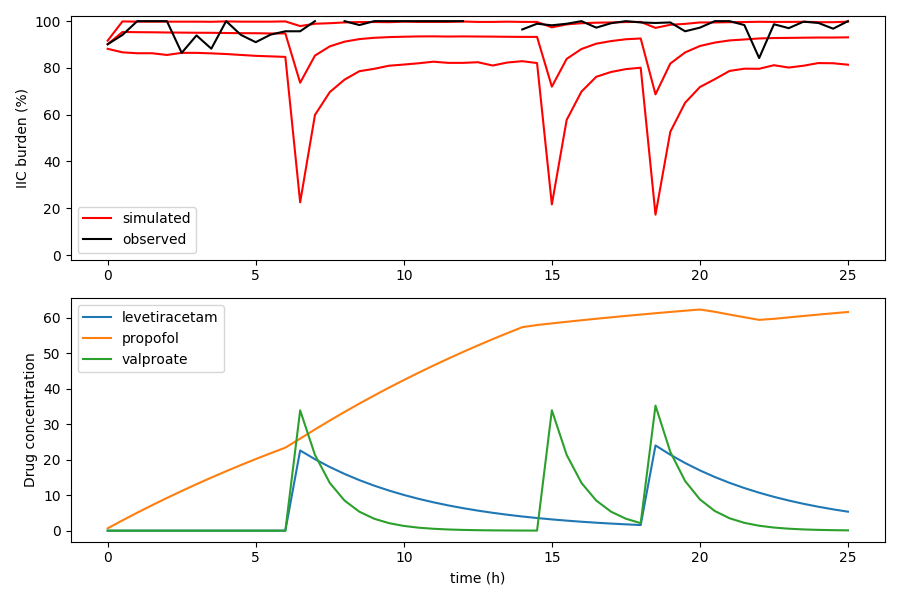 IIC burden (%)
100
80
60
40
20
0
simulated
observed
0 5 10 15 20 25
Drug concentration
60
50
40
30
20
10
0
levetiracetam
propofol
valproate
0 5 10 15 20 25
time (h)